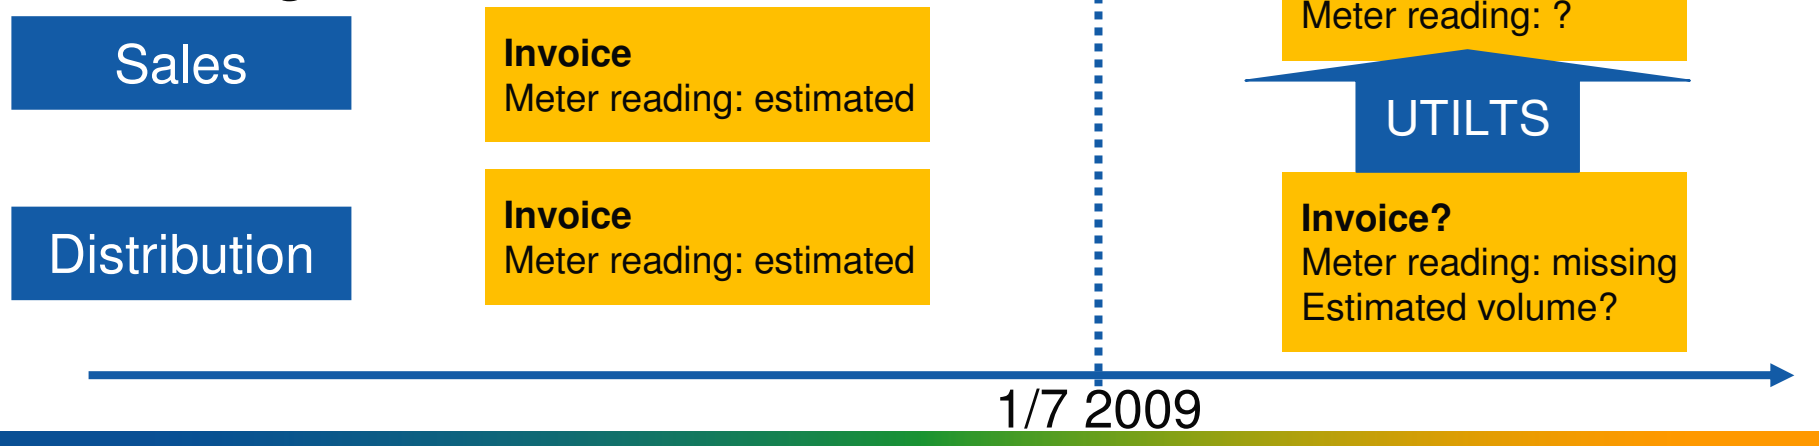 Sales
Invoice
Meter reading: estimated
Meter reading: ?
UTILTS
Distribution
Invoice
Meter reading: estimated
Invoice?
Meter reading: missing
Estimated volume?
1/7 2009